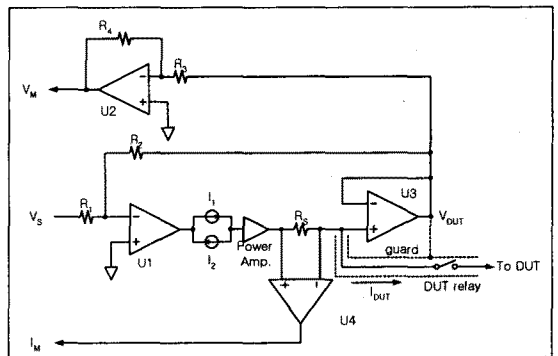 R4
R3
VM
U2
R2
VS
R1
U1
I1
I2
Power
Amp.
RS
U3
VDUT
guard
To DUT
IDUT
DUT relay
U4
IM